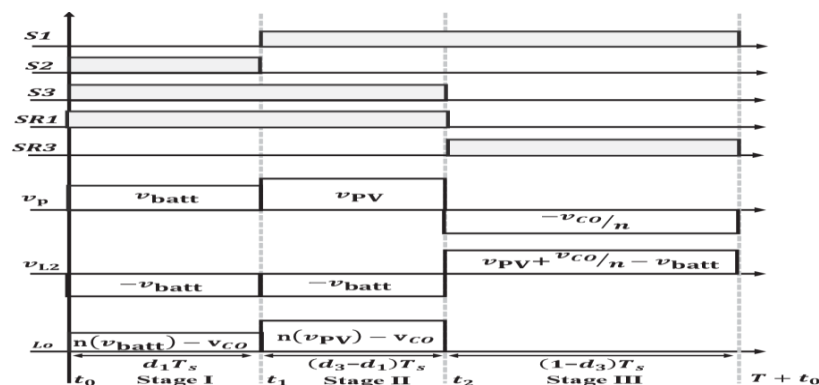 S1
S2
S3
SR1
SR3
v_p v_batt v_PV
−v_CO/n
v_L2 v_PV + v_CO/n − v_batt
−v_batt −v_batt
Lo n(v_batt) − v_CO n(v_PV) − v_CO
d_1T_s (d_3−d_1)T_s (1−d_3)T_s
t_0 Stage I t_1 Stage II t_2 Stage III T + t_0